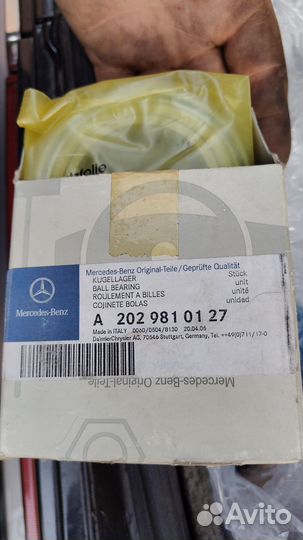 folie
Mercedes-Benz Original-Teile/Geprüfte Qualität
KUGELLAGER Stück
BALL BEARING unit
ROULEMENT A BILLES unité
COJINETE BOLAS unidad
Mercedes-Benz
A 202 981 01 27
Made in ITALY 0060/0504/8130 20.04.06
DaimlerChrysler AG, 70546 Stuttgart, Germany, Tel. ++49(0)711/17-0
Mercedes-Benz Original-Teile
Avito